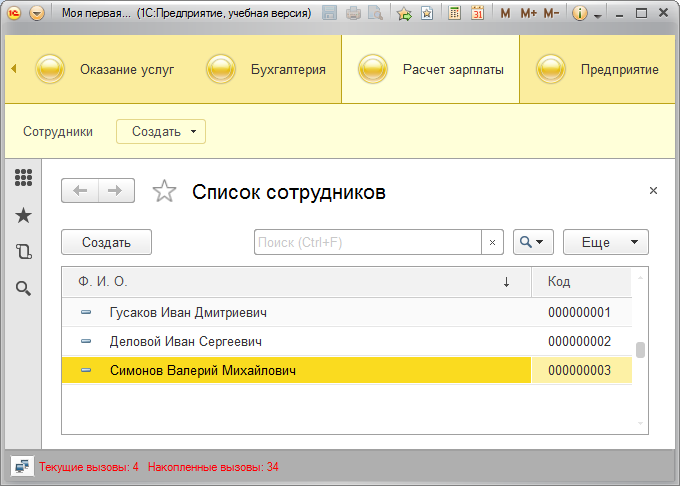 Моя первая... (1С:Предприятие, учебная версия)
31 M M+ M-
Оказание услуг Бухгалтерия Расчет зарплаты Предприятие
Сотрудники Создать
Список сотрудников
Создать Поиск (Ctrl+F) Еще
Ф. И. О. Код
Гусаков Иван Дмитриевич 000000001
Деловой Иван Сергеевич 000000002
Симонов Валерий Михайлович 000000003
Текущие вызовы: 4 Накопленные вызовы: 34